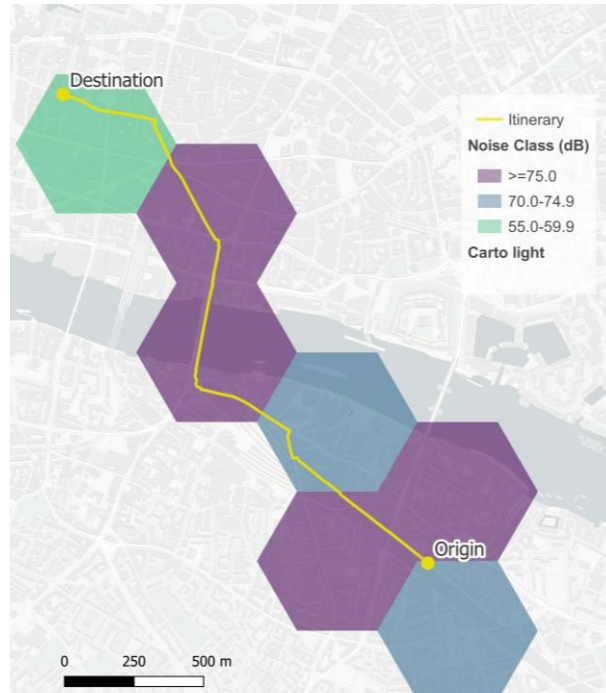 Destination
Itinerary
Noise Class (dB)
>=75.0
70.0-74.9
55.0-59.9
Carto light
Origin
0 250 500 m